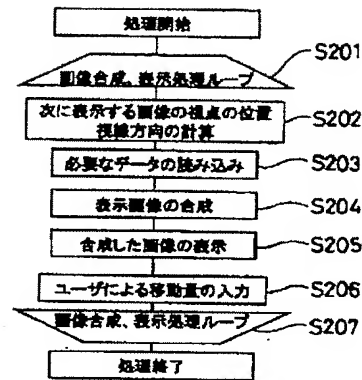 処理開始
画像合成、表示処理ループ S201
次に表示する画像の視点の位置
視線方向の計算 S202
必要なデータの読み込み S203
表示画像の合成 S204
合成した画像の表示 S205
ユーザによる移動量の入力 S206
画像合成、表示処理ループ S207
処理終了